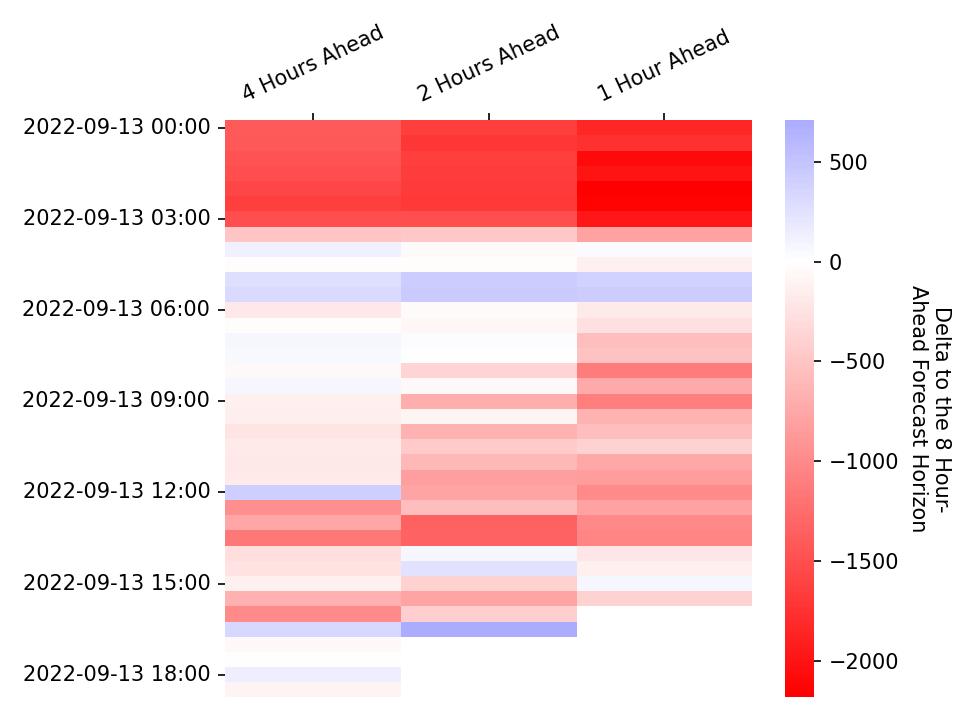 4 Hours Ahead
2 Hours Ahead
1 Hour Ahead
2022-09-13 00:00
2022-09-13 03:00
2022-09-13 06:00
2022-09-13 09:00
2022-09-13 12:00
2022-09-13 15:00
2022-09-13 18:00
500
0
−500
−1000
−1500
−2000
Delta to the 8 Hour-
Ahead Forecast Horizon